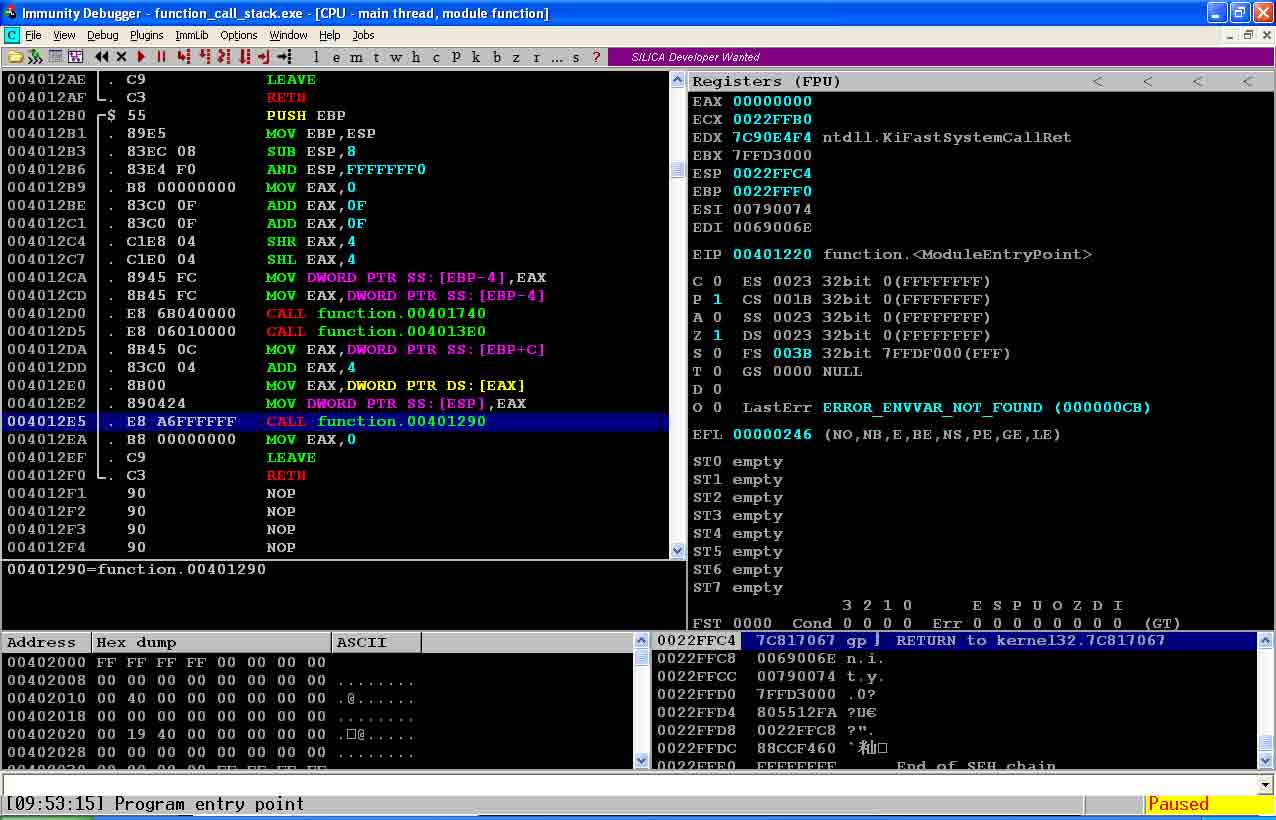 Immunity Debugger - function_call_stack.exe - [CPU - main thread, module function]
C File View Debug Plugins ImmLib Options Window Help Jobs
l e m t w h c P k b z r ... s ? SILICA Developer Wanted
004012AE . C9 LEAVE
004012AF . C3 RETN
004012B0 $ 55 PUSH EBP
004012B1 . 89E5 MOV EBP,ESP
004012B3 . 83EC 08 SUB ESP,8
004012B6 . 83E4 F0 AND ESP,FFFFFFF0
004012B9 . B8 00000000 MOV EAX,0
004012BE . 83C0 0F ADD EAX,0F
004012C1 . 83C0 0F ADD EAX,0F
004012C4 . C1E8 04 SHR EAX,4
004012C7 . C1E0 04 SHL EAX,4
004012CA . 8945 FC MOV DWORD PTR SS:[EBP-4],EAX
004012CD . 8B45 FC MOV EAX,DWORD PTR SS:[EBP-4]
004012D0 . E8 6B040000 CALL function.00401740
004012D5 . E8 06010000 CALL function.004013E0
004012DA . 8B45 0C MOV EAX,DWORD PTR SS:[EBP+C]
004012DD . 83C0 04 ADD EAX,4
004012E0 . 8B00 MOV EAX,DWORD PTR DS:[EAX]
004012E2 . 890424 MOV DWORD PTR SS:[ESP],EAX
004012E5 . E8 A6FFFFFF CALL function.00401290
004012EA . B8 00000000 MOV EAX,0
004012EF . C9 LEAVE
004012F0 . C3 RETN
004012F1 90 NOP
004012F2 90 NOP
004012F3 90 NOP
004012F4 90 NOP
00401290=function.00401290
Registers (FPU) < < < <
EAX 00000000
ECX 0022FFB0
EDX 7C90E4F4 ntdll.KiFastSystemCallRet
EBX 7FFD3000
ESP 0022FFC4
EBP 0022FFF0
ESI 00790074
EDI 0069006E
EIP 00401220 function.<ModuleEntryPoint>
C 0 ES 0023 32bit 0(FFFFFFFF)
P 1 CS 001B 32bit 0(FFFFFFFF)
A 0 SS 0023 32bit 0(FFFFFFFF)
Z 1 DS 0023 32bit 0(FFFFFFFF)
S 0 FS 003B 32bit 7FFDF000(FFF)
T 0 GS 0000 NULL
D 0
O 0 LastErr ERROR_ENVVAR_NOT_FOUND (000000CB)
EFL 00000246 (NO,NB,E,BE,NS,PE,GE,LE)
ST0 empty
ST1 empty
ST2 empty
ST3 empty
ST4 empty
ST5 empty
ST6 empty
ST7 empty
3 2 1 0 E S P U O Z D I
FST 0000 Cond 0 0 0 0 Err 0 0 0 0 0 0 0 0 (GT)
Address Hex dump ASCII
00402000 FF FF FF FF 00 00 00 00
00402008 00 00 00 00 00 00 00 00 ........
00402010 00 40 00 00 00 00 00 00 .@......
00402018 00 00 00 00 00 00 00 00 ........
00402020 00 19 40 00 00 00 00 00 .□@.....
00402028 00 00 00 00 00 00 00 00 ........
0022FFC4 7C817067 gp RETURN to kernel32.7C817067
0022FFC8 0069006E n.i.
0022FFCC 00790074 t.y.
0022FFD0 7FFD3000 .0?
0022FFD4 805512FA ?U€
0022FFD8 0022FFC8 ?".
0022FFDC 88CCF460 `籼□
0022FFE0 FFFFFFFF End of SEH chain
[09:53:15] Program entry point
Paused